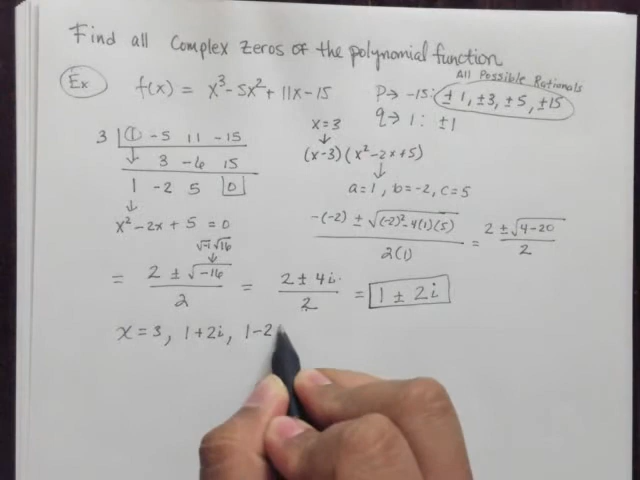 Find all Complex Zeros of the polynomial function
Ex f(x) = x³ - 5x² + 11x - 15
All Possible Rationals
P → -15: ±1, ±3, ±5, ±15
q → 1: ±1
3 | 1 -5 11 -15
↓ 3 -6 15
1 -2 5 0
↓
x² - 2x + 5 = 0
x = 3
↓
(x-3)(x² - 2x + 5)
↓
a = 1, b = -2, c = 5
-(-2) ± √(-2)² - 4(1)(5) / 2(1) = 2 ± √4-20 / 2
√-1 √16
↓
= 2 ± √-16 / 2 = 2 ± 4i / 2 = 1 ± 2i
x = 3, 1+2i, 1-2